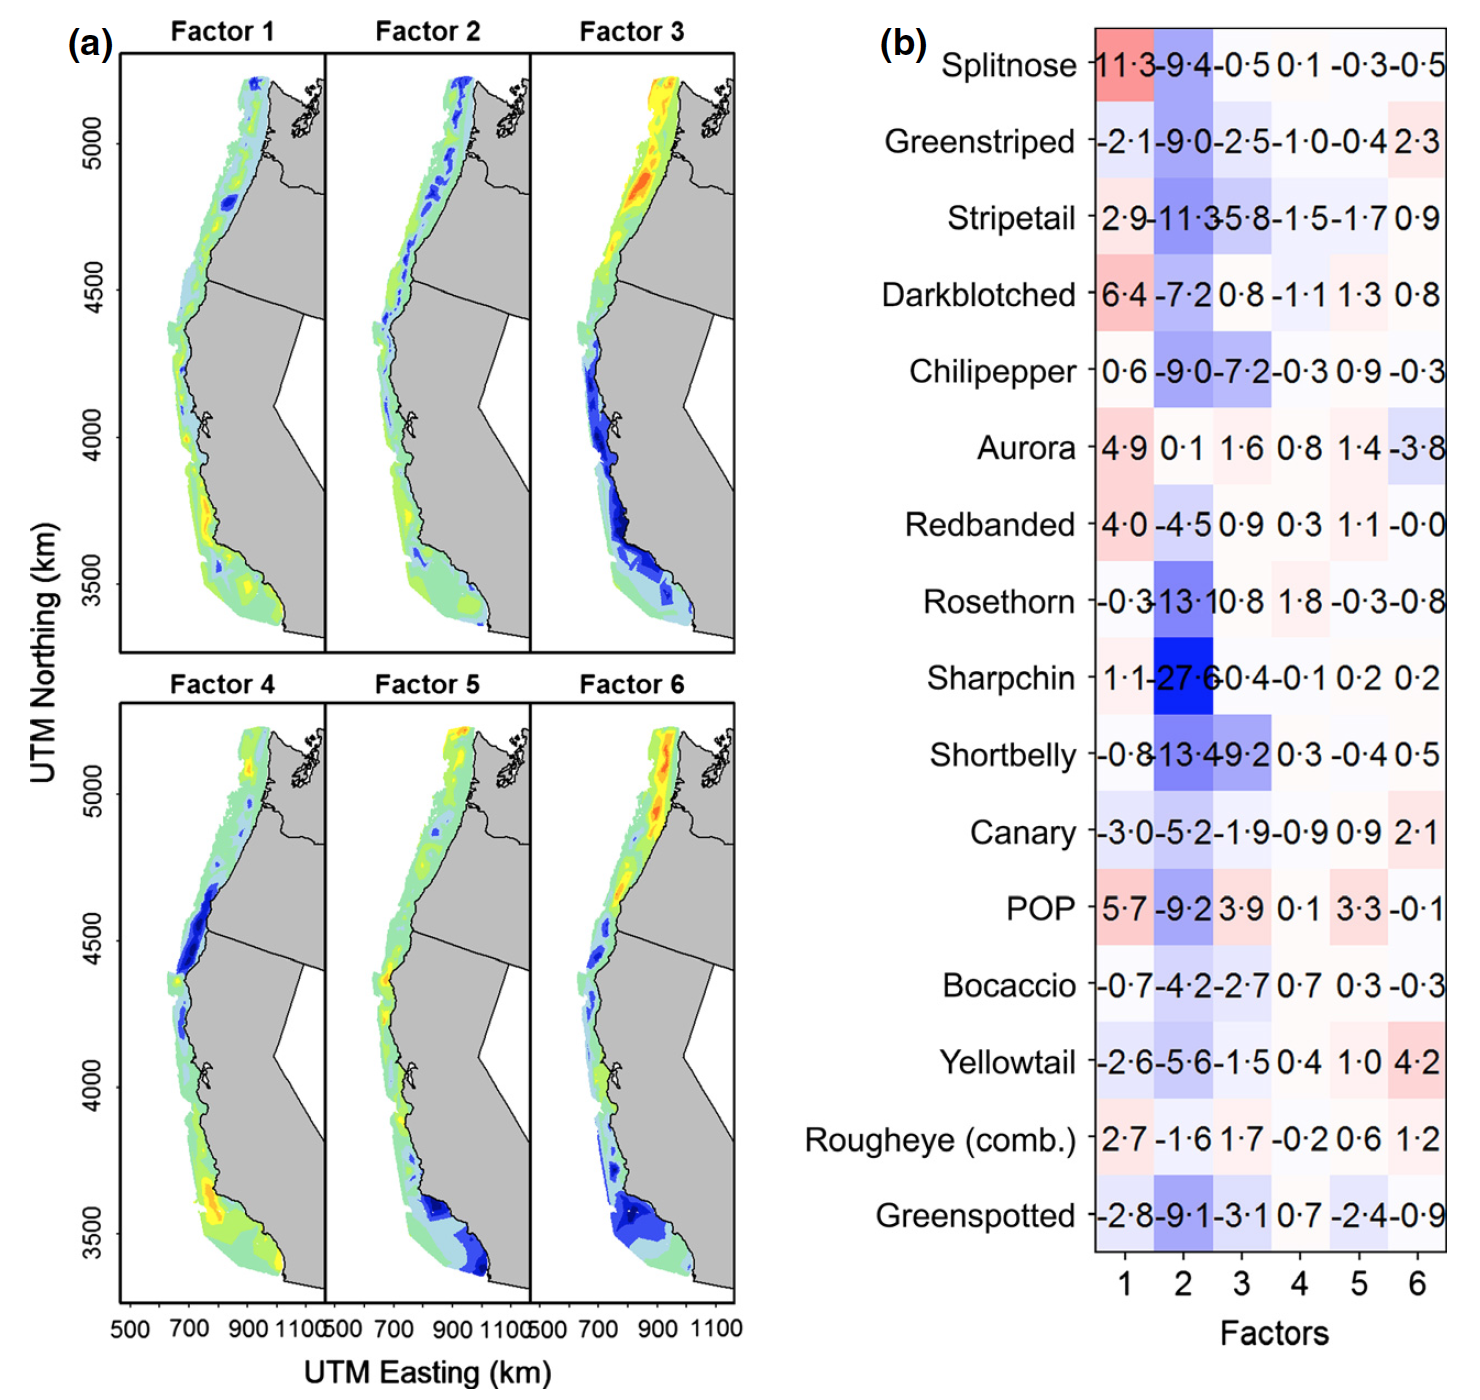 (a)
Factor 1 Factor 2 Factor 3
5000
4500
4000
3500
UTM Northing (km)
Factor 4 Factor 5 Factor 6
5000
4500
4000
3500
500 700 900 1100 500 700 900 1100 500 700 900 1100
UTM Easting (km)
(b)
Splitnose 11·3 -9·4 -0·5 0·1 -0·3 -0·5
Greenstriped -2·1 -9·0 -2·5 -1·0 -0·4 2·3
Stripetail 2·9 -11·3 -5·8 -1·5 -1·7 0·9
Darkblotched 6·4 -7·2 0·8 -1·1 1·3 0·8
Chilipepper 0·6 -9·0 -7·2 -0·3 0·9 -0·3
Aurora 4·9 0·1 1·6 0·8 1·4 -3·8
Redbanded 4·0 -4·5 0·9 0·3 1·1 -0·0
Rosethorn -0·3 -13·1 0·8 1·8 -0·3 -0·8
Sharpchin 1·1 -27·6 -0·4 -0·1 0·2 0·2
Shortbelly -0·8 -13·4 -9·2 0·3 -0·4 0·5
Canary -3·0 -5·2 -1·9 -0·9 0·9 2·1
POP 5·7 -9·2 3·9 0·1 3·3 -0·1
Bocaccio -0·7 -4·2 -2·7 0·7 0·3 -0·3
Yellowtail -2·6 -5·6 -1·5 0·4 1·0 4·2
Rougheye (comb.) 2·7 -1·6 1·7 -0·2 0·6 1·2
Greenspotted -2·8 -9·1 -3·1 0·7 -2·4 -0·9
1 2 3 4 5 6
Factors